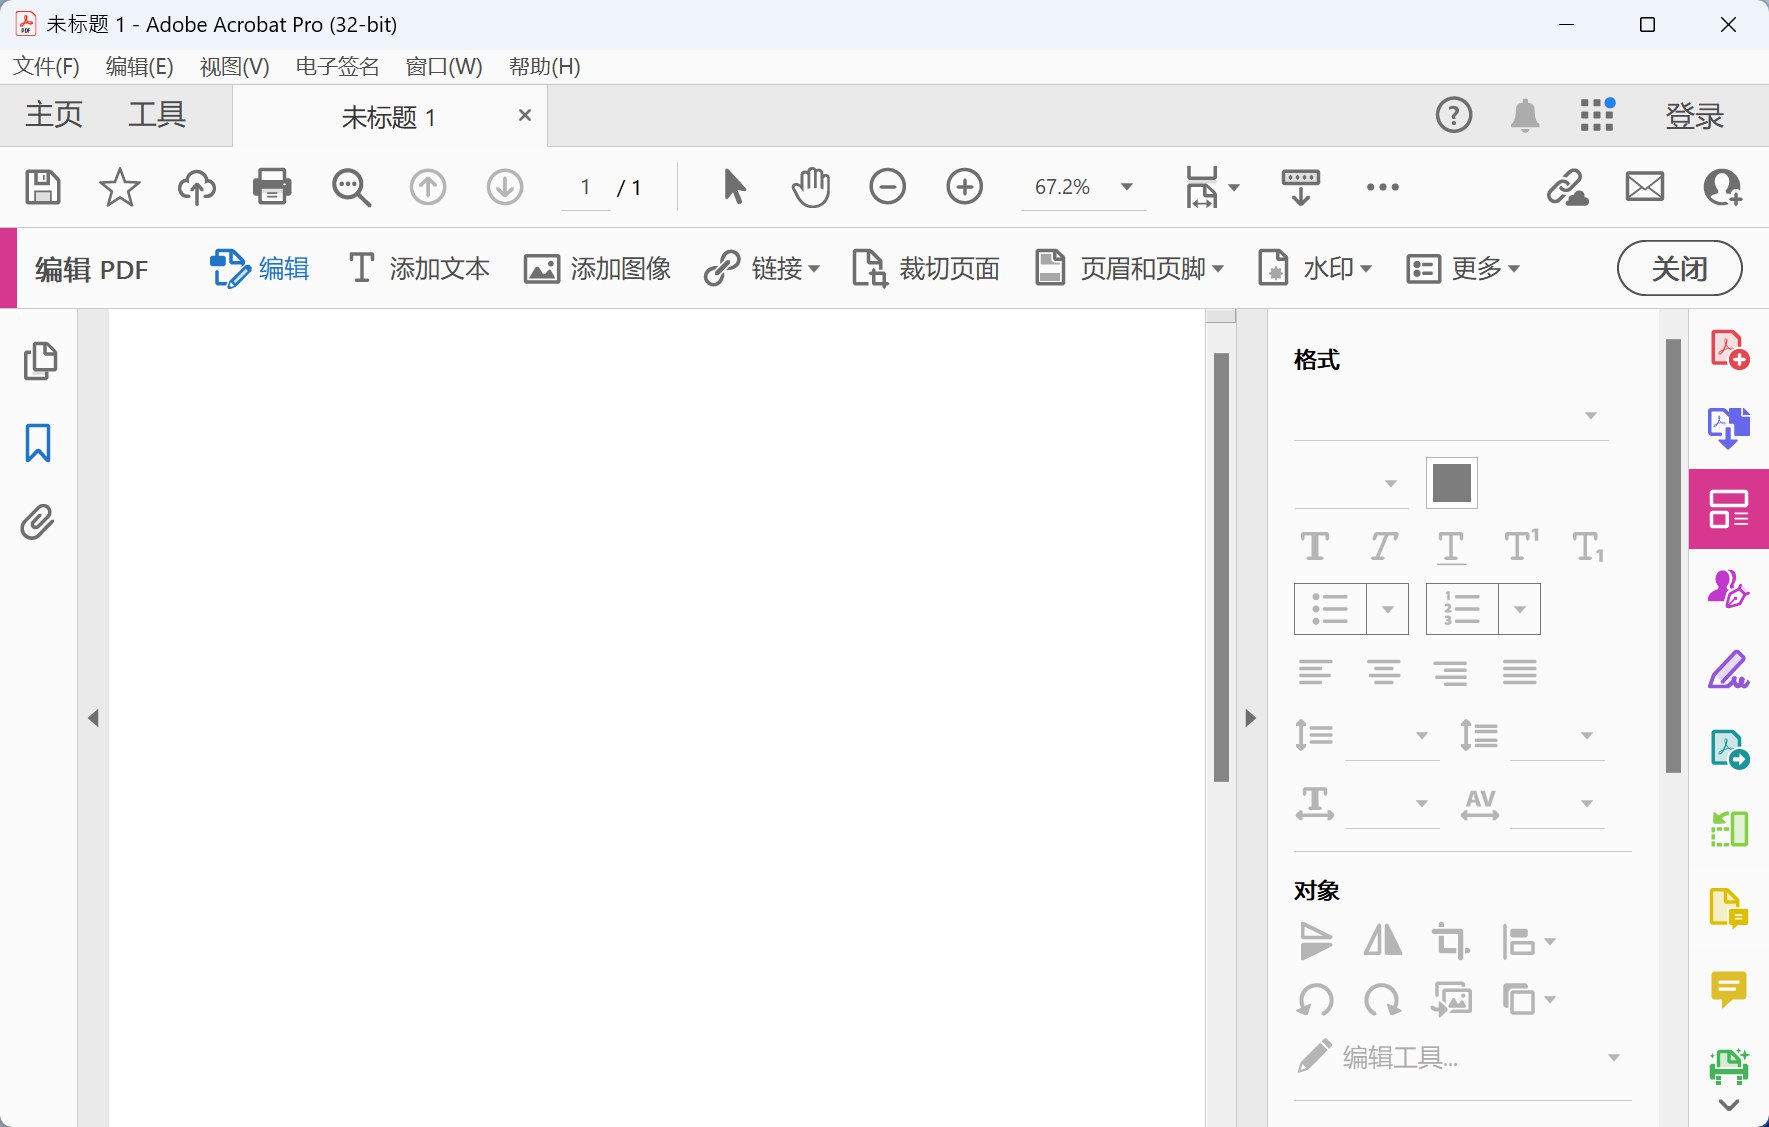 未标题 1 - Adobe Acrobat Pro (32-bit)
文件(F) 编辑(E) 视图(V) 电子签名 窗口(W) 帮助(H)
主页 工具 未标题 1 登录
1 / 1 67.2%
编辑 PDF 编辑 添加文本 添加图像 链接 裁切页面 页眉和页脚 水印 更多 关闭
格式
对象
编辑工具...